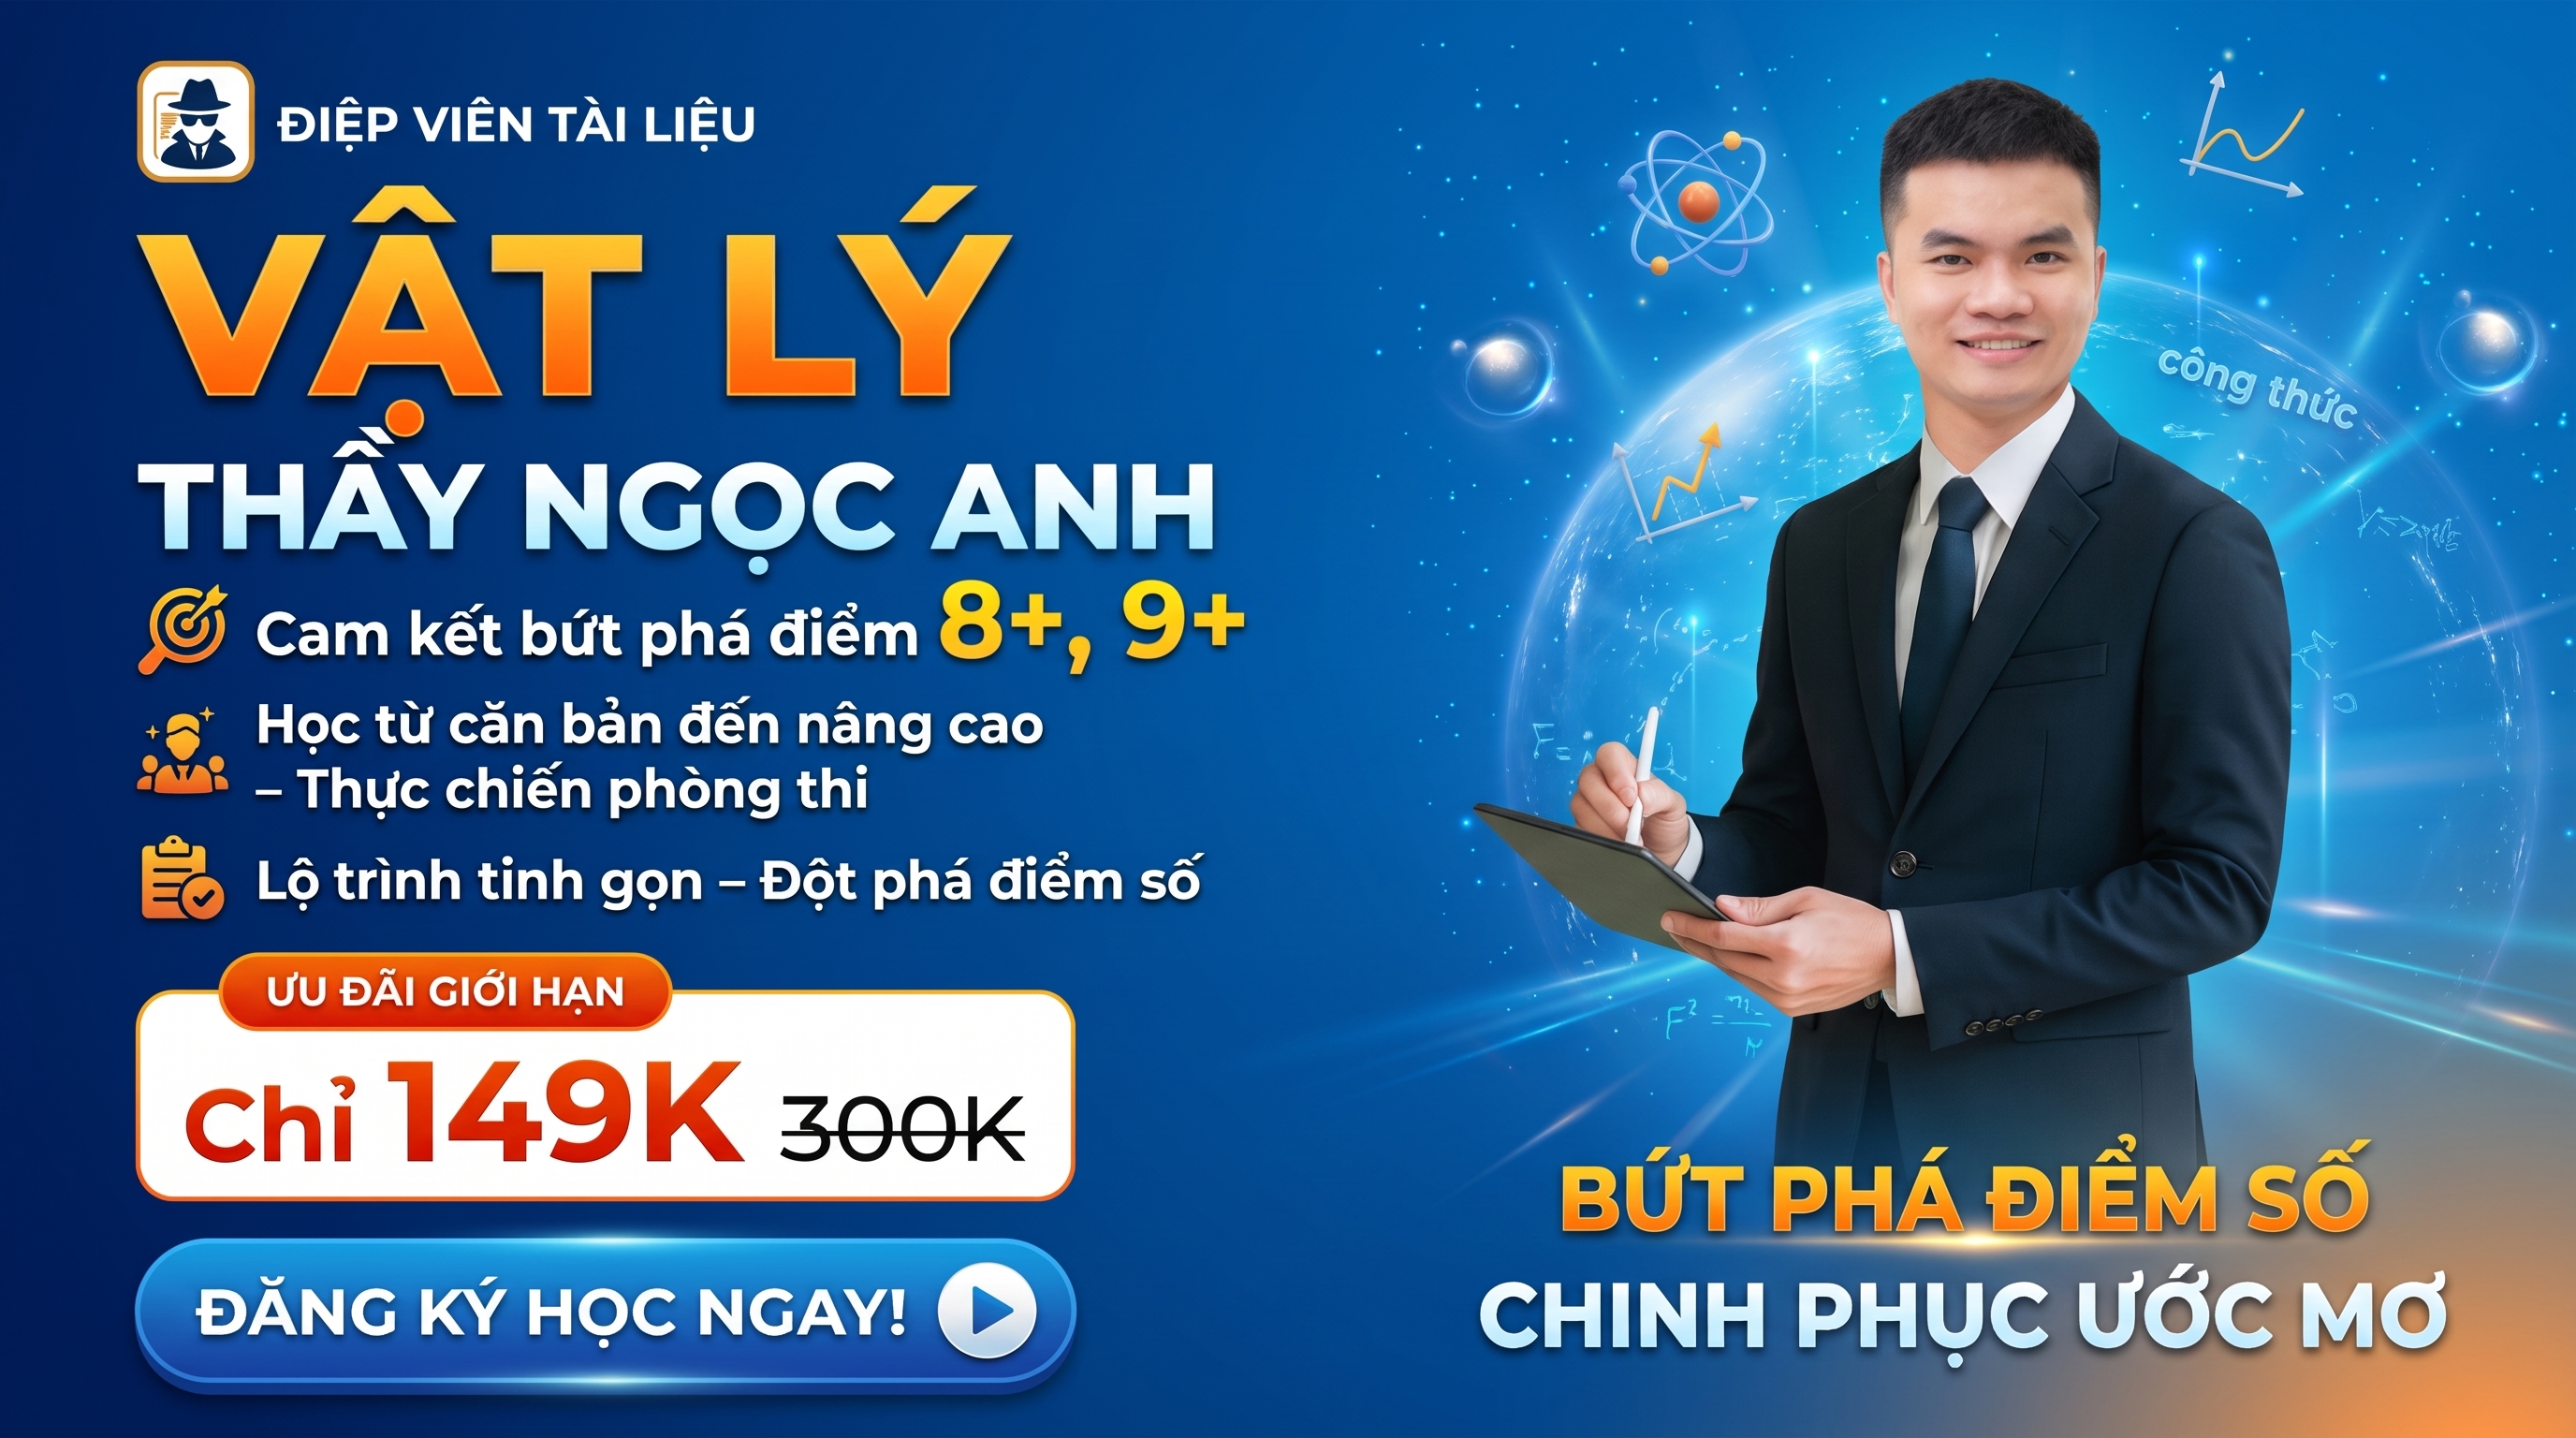 ĐIỆP VIÊN TÀI LIỆU
VẬT LÝ
THẦY NGỌC ANH
Cam kết bứt phá điểm 8+, 9+
Học từ căn bản đến nâng cao
– Thực chiến phòng thi
Lộ trình tinh gọn – Đột phá điểm số
ƯU ĐÃI GIỚI HẠN
Chỉ 149K 300K
ĐĂNG KÝ HỌC NGAY!
công thức
BỨT PHÁ ĐIỂM SỐ
CHINH PHỤC ƯỚC MƠ